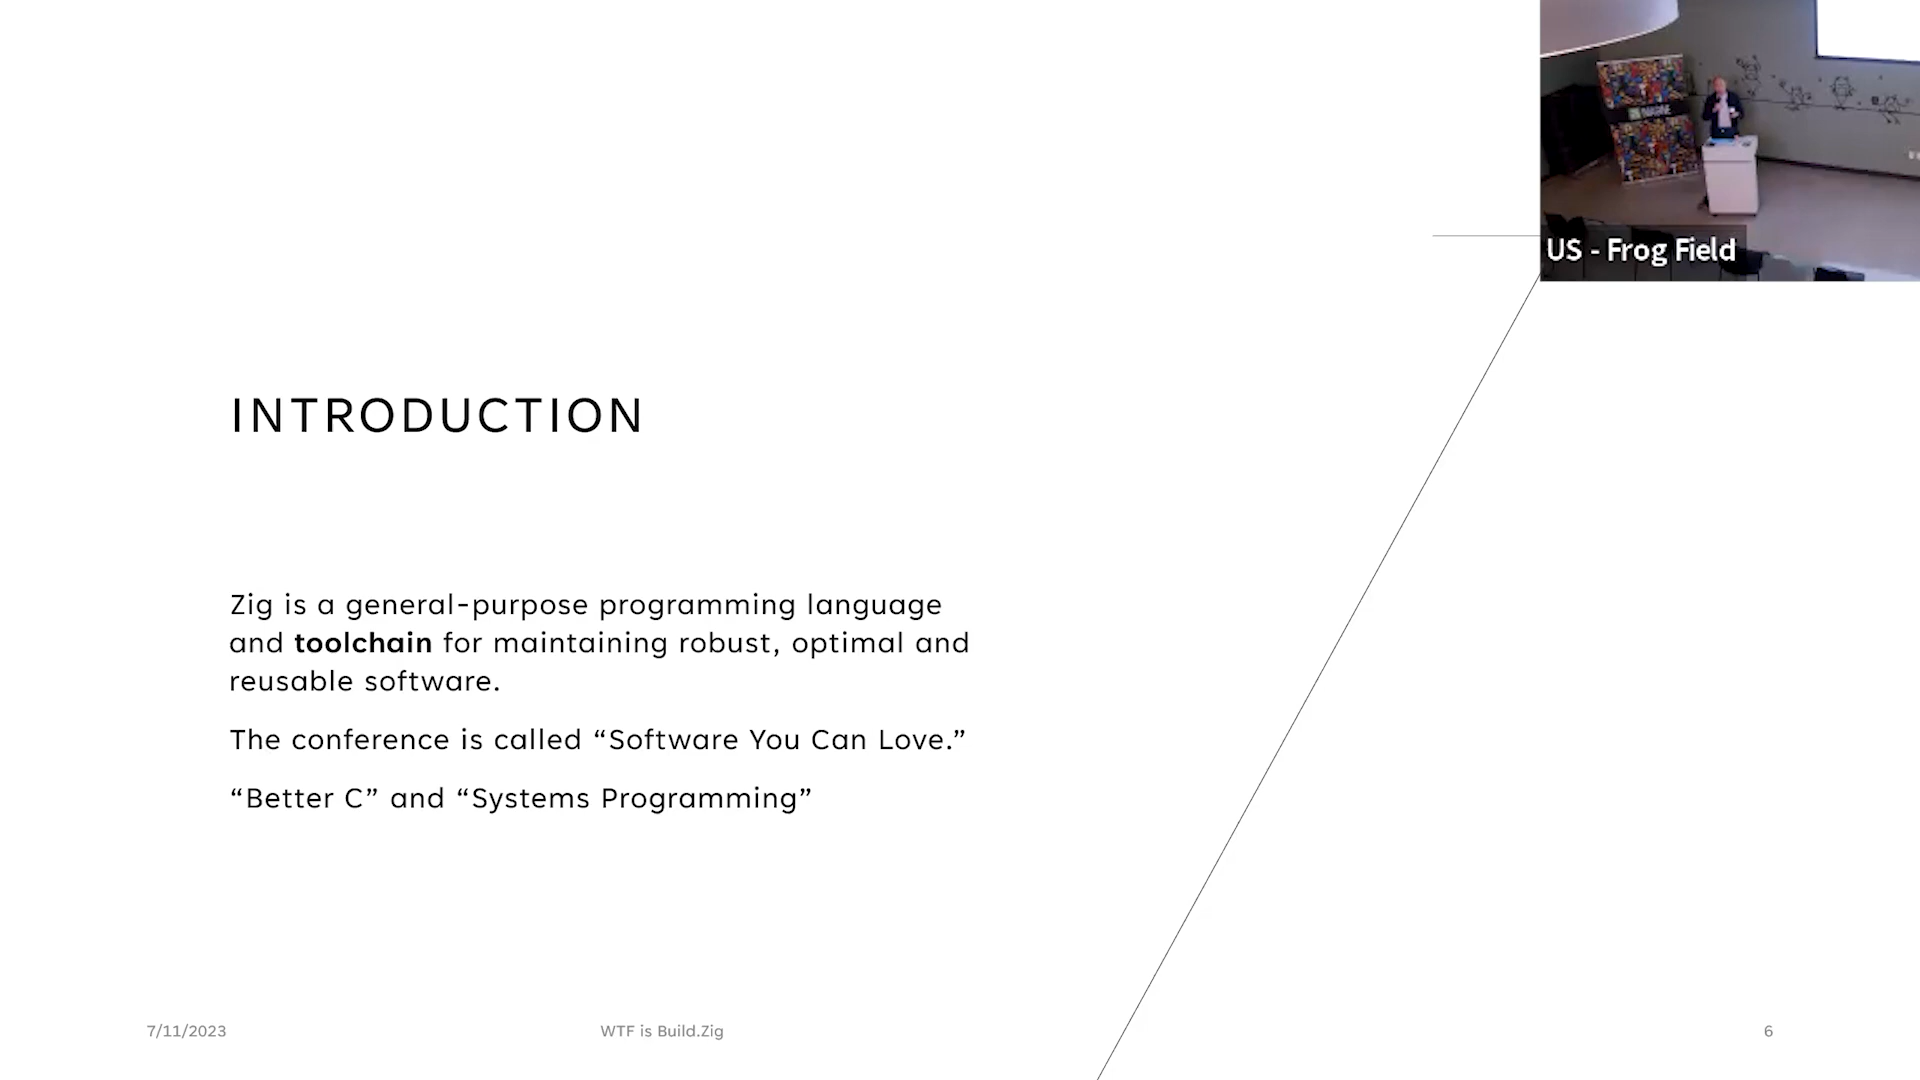 US - Frog Field
INTRODUCTION
Zig is a general-purpose programming language
and toolchain for maintaining robust, optimal and
reusable software.
The conference is called “Software You Can Love.”
“Better C” and “Systems Programming”
7/11/2023
WTF is Build.Zig
6